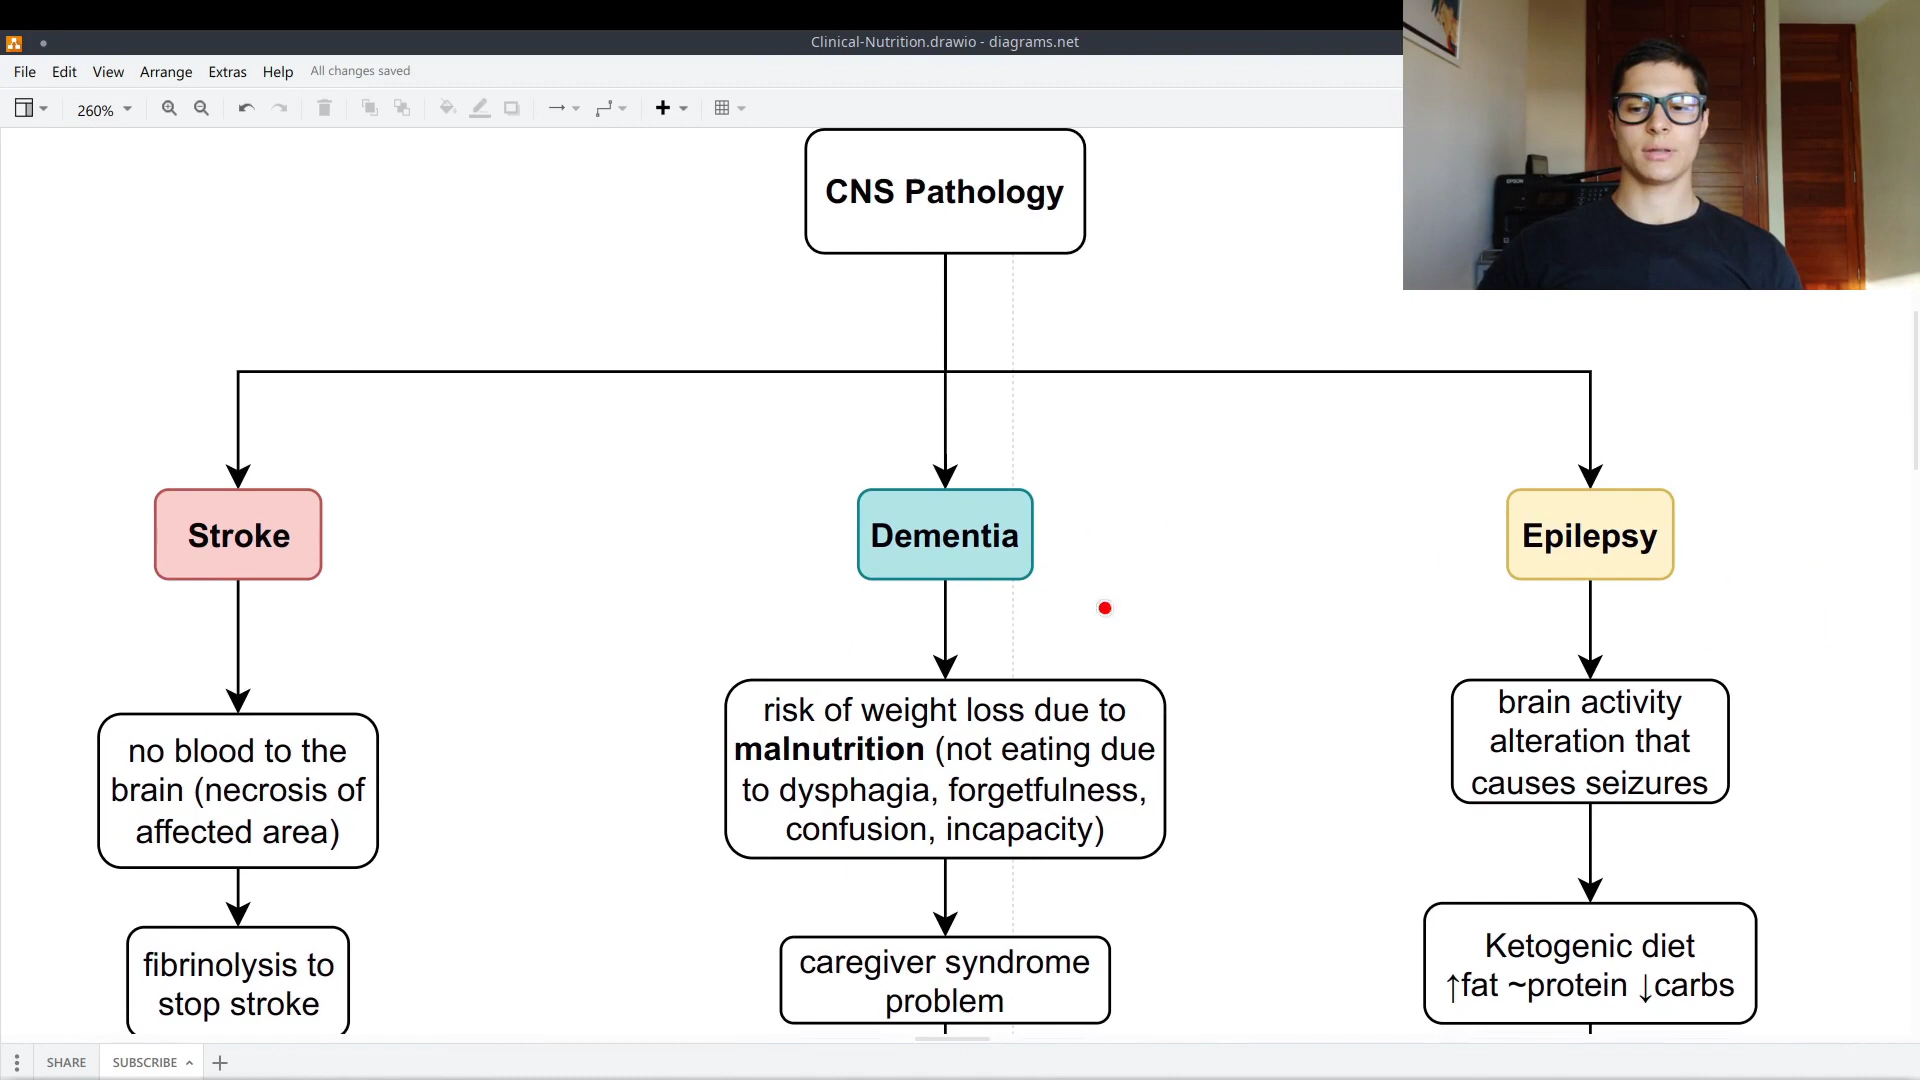 Clinical-Nutrition.drawio - diagrams.net
File Edit View Arrange Extras Help All changes saved
260%
EPSON
CNS Pathology
Stroke
Dementia
Epilepsy
no blood to the
brain (necrosis of
affected area)
risk of weight loss due to
malnutrition (not eating due
to dysphagia, forgetfulness,
confusion, incapacity)
brain activity
alteration that
causes seizures
fibrinolysis to
stop stroke
caregiver syndrome
problem
Ketogenic diet
↑fat ~protein ↓carbs
SHARE SUBSCRIBE